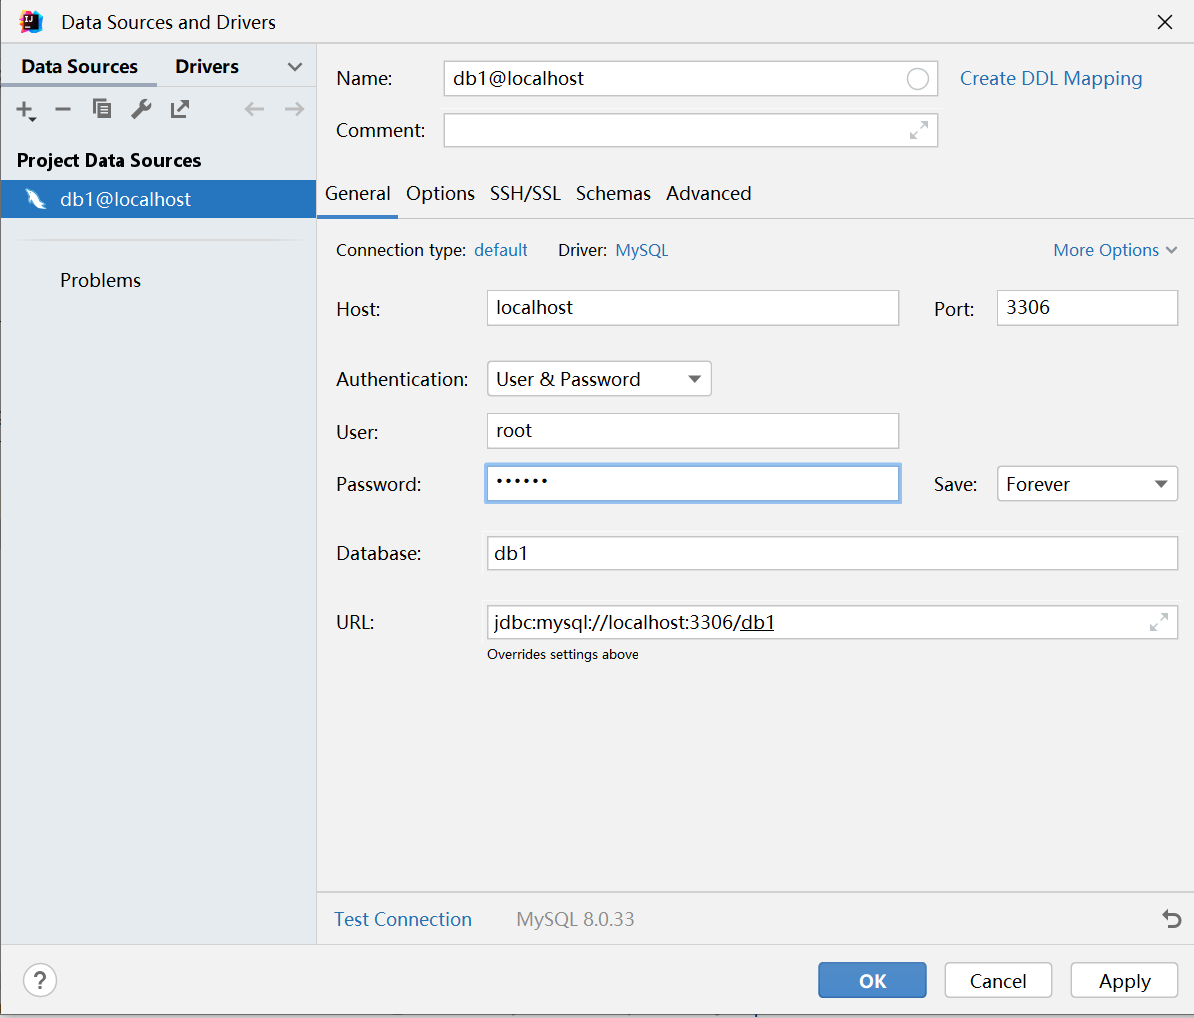 Data Sources and Drivers
Data Sources Drivers
Project Data Sources
db1@localhost
Problems
Name: db1@localhost Create DDL Mapping
Comment:
General Options SSH/SSL Schemas Advanced
Connection type: default Driver: MySQL More Options
Host: localhost Port: 3306
Authentication: User & Password
User: root
Password: •••••• Save: Forever
Database: db1
URL: jdbc:mysql://localhost:3306/db1
Overrides settings above
Test Connection MySQL 8.0.33
? OK Cancel Apply